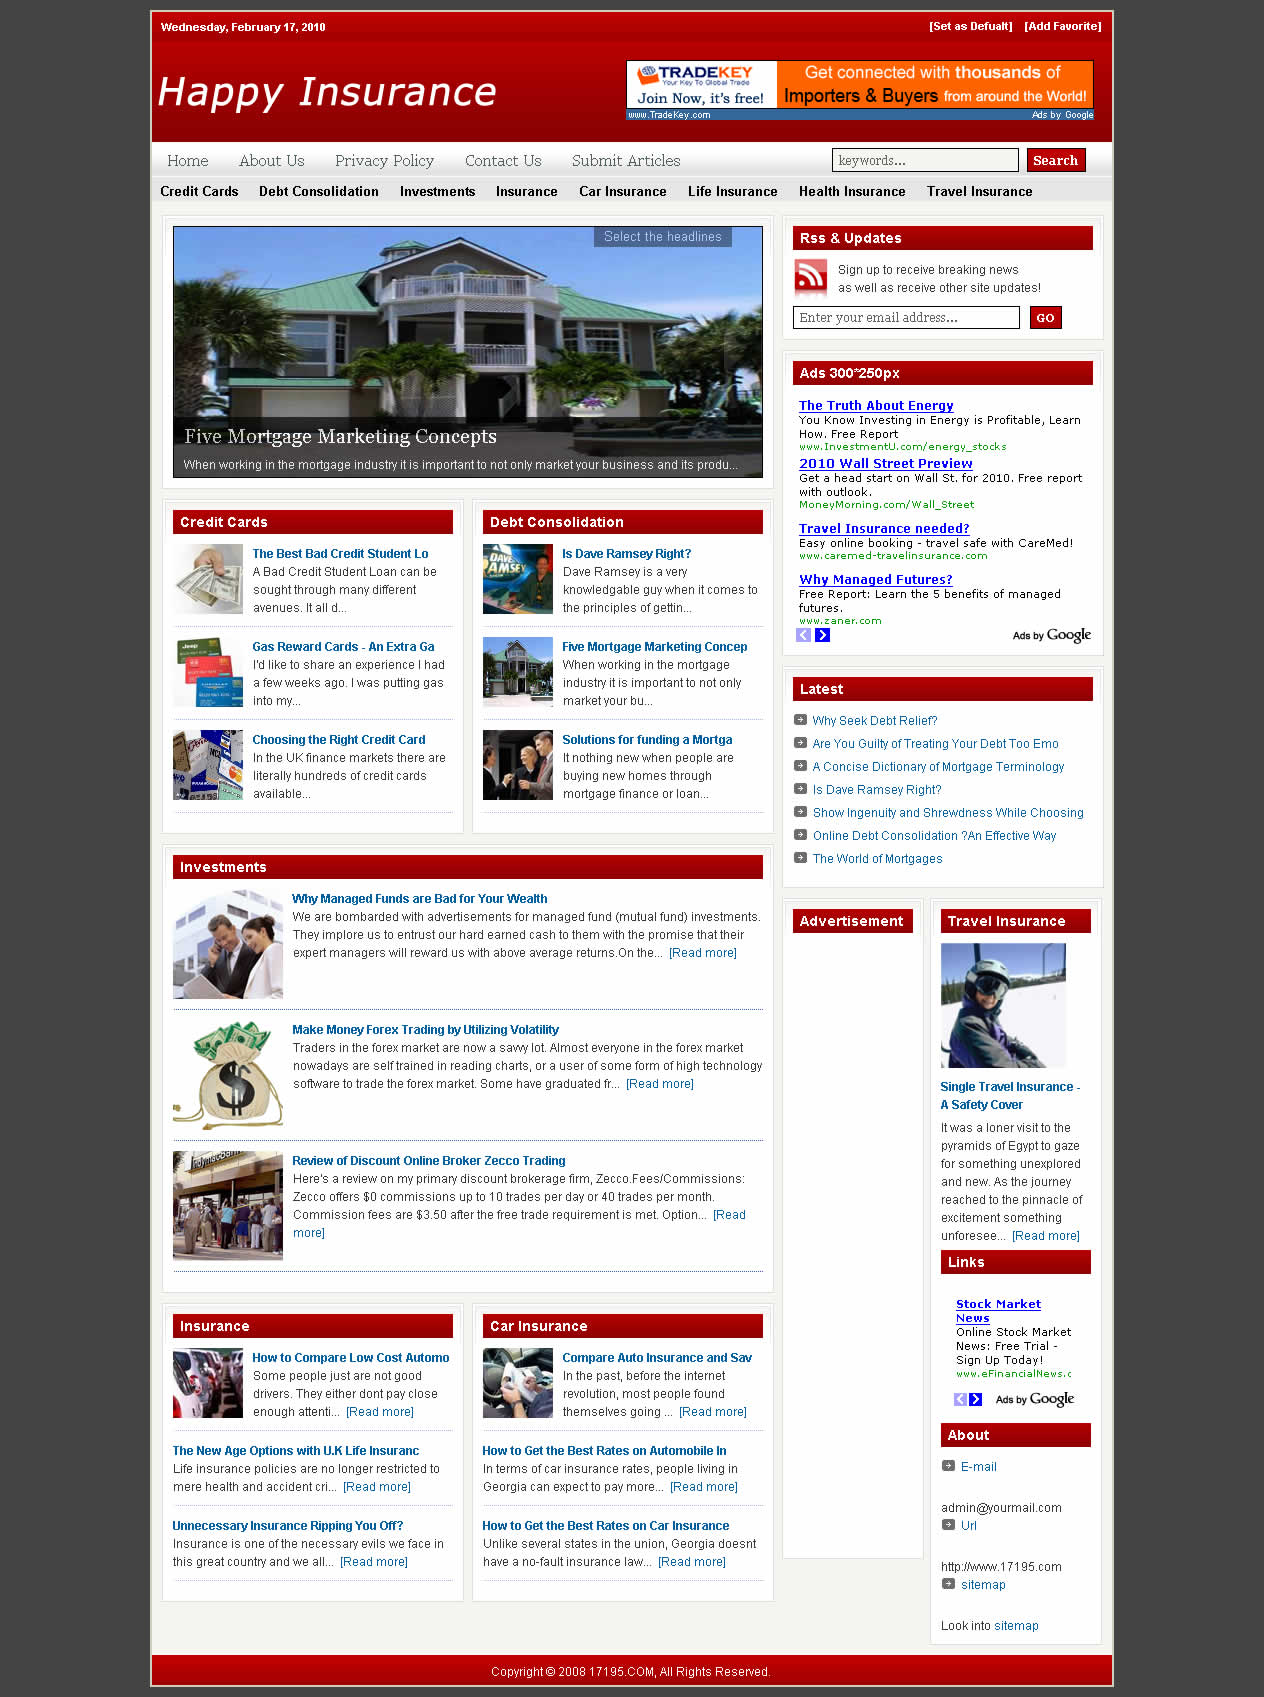 Wednesday, February 17, 2010
[Set as Defualt] [Add Favorite]
Happy Insurance
TRADEKEY
Your Key To Global Trade
Join Now, it's free!
Get connected with thousands of
Importers & Buyers from around the World!
www.TradeKey.com
Ads by Google
Home About Us Privacy Policy Contact Us Submit Articles
keywords...
Search
Credit Cards Debt Consolidation Investments Insurance Car Insurance Life Insurance Health Insurance Travel Insurance
Select the headlines
Five Mortgage Marketing Concepts
When working in the mortgage industry it is important to not only market your business and its produ...
Rss & Updates
Sign up to receive breaking news
as well as receive other site updates!
Enter your email address...
GO
Ads 300*250px
The Truth About Energy
You Know Investing in Energy is Profitable, Learn
How. Free Report
www.InvestmentU.com/energy_stocks
2010 Wall Street Preview
Get a head start on Wall St. for 2010. Free report
with outlook.
MoneyMorning.com/Wall_Street
Travel Insurance needed?
Easy online booking - travel safe with CareMed!
www.caremed-travelinsurance.com
Why Managed Futures?
Free Report: Learn the 5 benefits of managed
futures.
www.zaner.com
Ads by Google
Credit Cards
The Best Bad Credit Student Lo
A Bad Credit Student Loan can be
sought through many different
avenues. It all d...
Gas Reward Cards - An Extra Ga
I'd like to share an experience I had
a few weeks ago. I was putting gas
into my...
Jeep
Choosing the Right Credit Card
In the UK finance markets there are
literally hundreds of credit cards
available...
Debt Consolidation
DAVE
RAMSEY
Is Dave Ramsey Right?
Dave Ramsey is a very
knowledgable guy when it comes to
the principles of gettin...
Five Mortgage Marketing Concep
When working in the mortgage
industry it is important to not only
market your bu...
Solutions for funding a Mortga
It nothing new when people are
buying new homes through
mortgage finance or loan...
Latest
Why Seek Debt Relief?
Are You Guilty of Treating Your Debt Too Emo
A Concise Dictionary of Mortgage Terminology
Is Dave Ramsey Right?
Show Ingenuity and Shrewdness While Choosing
Online Debt Consolidation ?An Effective Way
The World of Mortgages
Investments
Why Managed Funds are Bad for Your Wealth
We are bombarded with advertisements for managed fund (mutual fund) investments.
They implore us to entrust our hard earned cash to them with the promise that their
expert managers will reward us with above average returns.On the... [Read more]
$
Make Money Forex Trading by Utilizing Volatility
Traders in the forex market are now a savvy lot. Almost everyone in the forex market
nowadays are self trained in reading charts, or a user of some form of high technology
software to trade the forex market. Some have graduated fr... [Read more]
Review of Discount Online Broker Zecco Trading
Here's a review on my primary discount brokerage firm, Zecco.Fees/Commissions:
Zecco offers $0 commissions up to 10 trades per day or 40 trades per month.
Commission fees are $3.50 after the free trade requirement is met. Option... [Read
more]
Advertisement
Travel Insurance
Single Travel Insurance -
A Safety Cover
It was a loner visit to the
pyramids of Egypt to gaze
for something unexplored
and new. As the journey
reached to the pinnacle of
excitement something
unforesee... [Read more]
Links
Stock Market
News
Online Stock Market
News: Free Trial -
Sign Up Today!
www.eFinancialNews.c
Ads by Google
About
E-mail
admin@yourmail.com
Url
http://www.17195.com
sitemap
Look into sitemap
Insurance
How to Compare Low Cost Automo
Some people just are not good
drivers. They either dont pay close
enough attenti... [Read more]
The New Age Options with U.K Life Insuranc
Life insurance policies are no longer restricted to
mere health and accident cri... [Read more]
Unnecessary Insurance Ripping You Off?
Insurance is one of the necessary evils we face in
this great country and we all... [Read more]
Car Insurance
Compare Auto Insurance and Sav
In the past, before the internet
revolution, most people found
themselves going ... [Read more]
How to Get the Best Rates on Automobile In
In terms of car insurance rates, people living in
Georgia can expect to pay more... [Read more]
How to Get the Best Rates on Car Insurance
Unlike several states in the union, Georgia doesnt
have a no-fault insurance law... [Read more]
Copyright © 2008 17195.COM, All Rights Reserved.